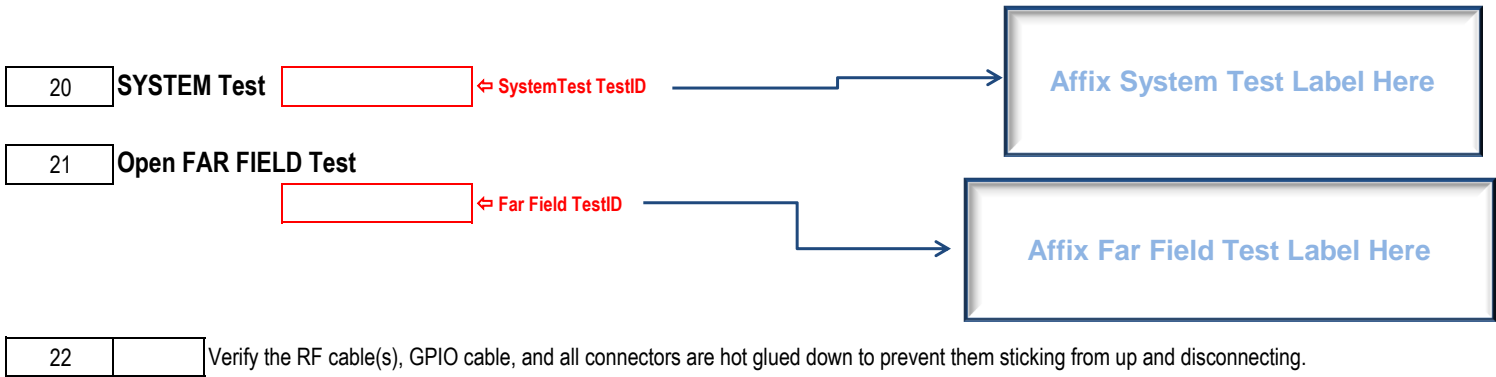 20 SYSTEM Test ⇦ SystemTest TestID Affix System Test Label Here
21 Open FAR FIELD Test
⇦ Far Field TestID Affix Far Field Test Label Here
22 Verify the RF cable(s), GPIO cable, and all connectors are hot glued down to prevent them sticking from up and disconnecting.